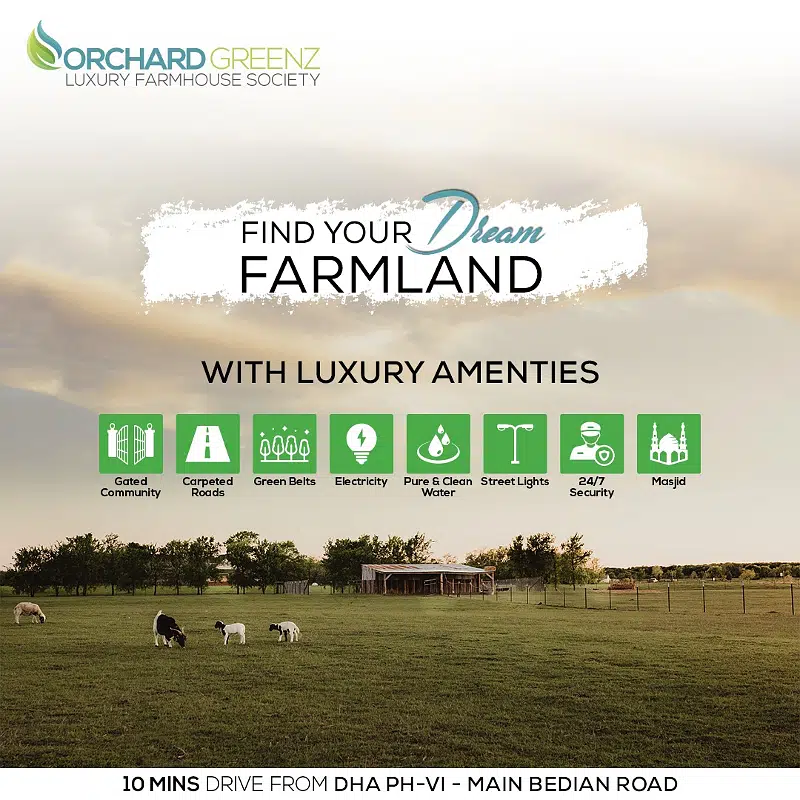 ORCHARD GREENZ
LUXURY FARMHOUSE SOCIETY
FIND YOUR Dream
FARMLAND
WITH LUXURY AMENTIES
Gated
Community
Carpeted
Roads
Green Belts
Electricity
Pure & Clean
Water
Street Lights
24/7
Security
Masjid
10 MINS DRIVE FROM DHA PH-VI - MAIN BEDIAN ROAD